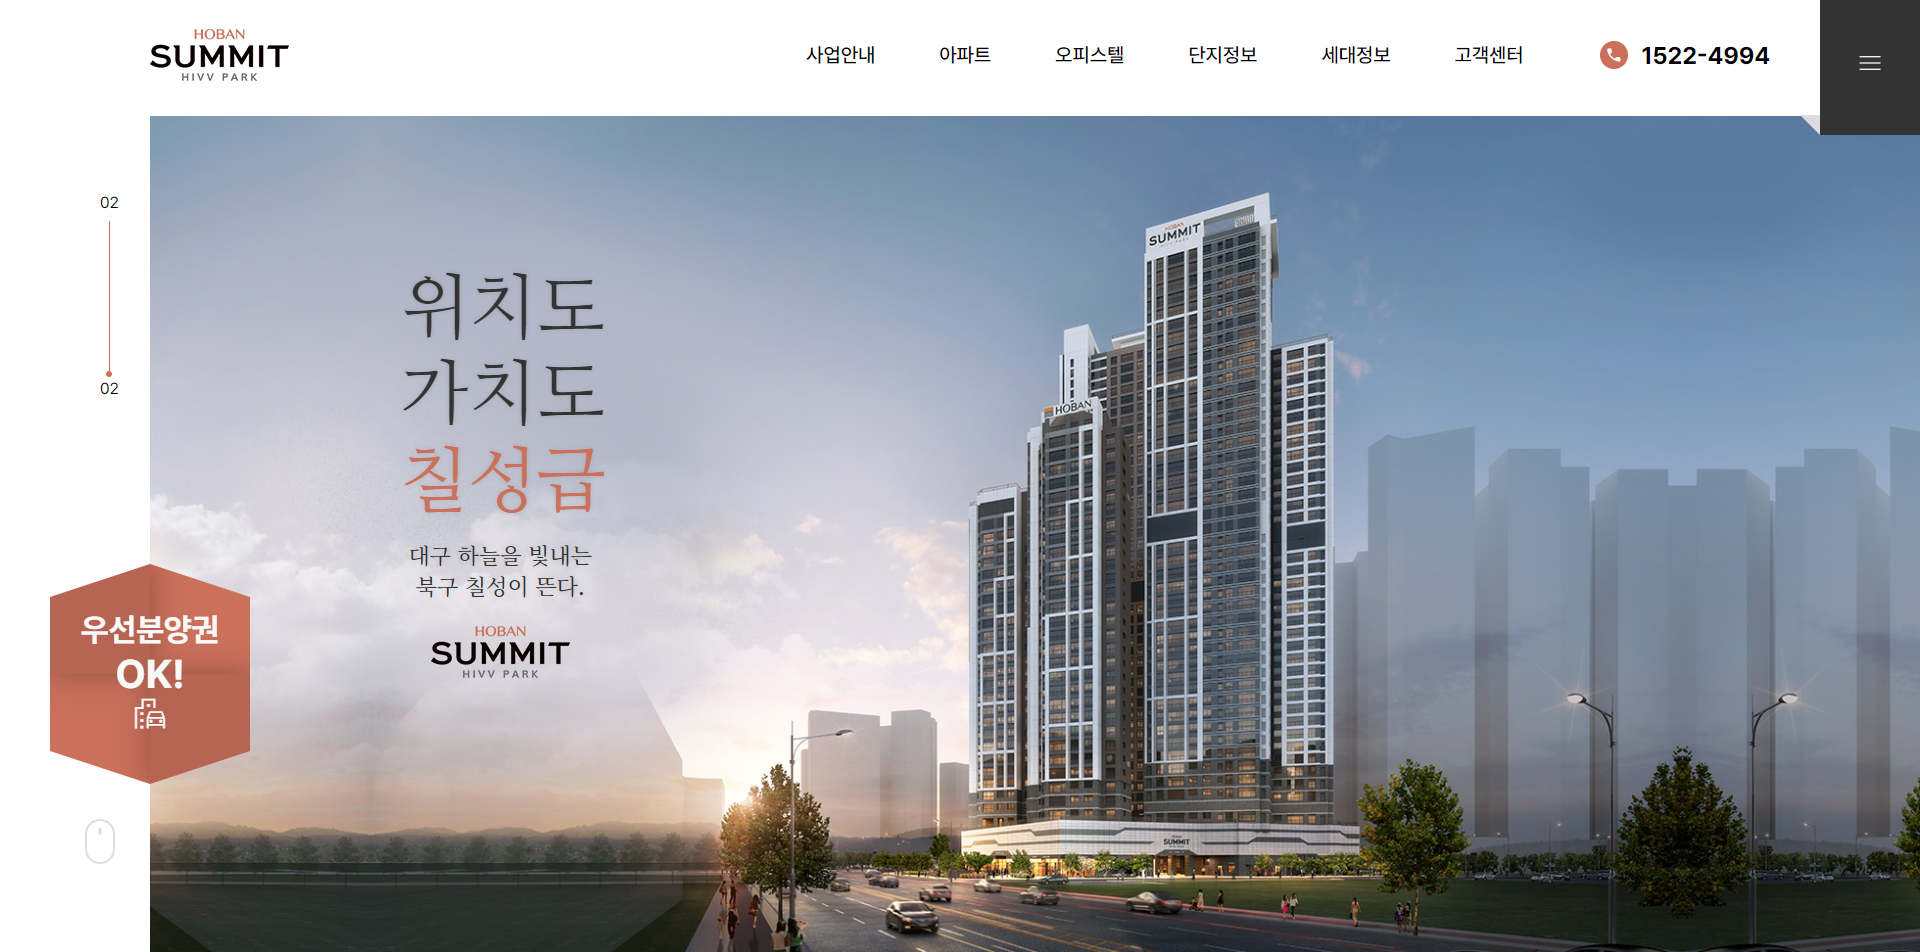 HOBAN
SUMMIT
HIVV PARK
사업안내
아파트
오피스텔
단지정보
세대정보
고객센터
1522-4994
02
02
위치도
가치도
칠성급
대구 하늘을 빛내는
북구 칠성이 뜬다.
HOBAN
SUMMIT
HIVV PARK
우선분양권
OK!
HOBAN
SUMMIT
HIVV PARK
HOBAN
SUMMIT